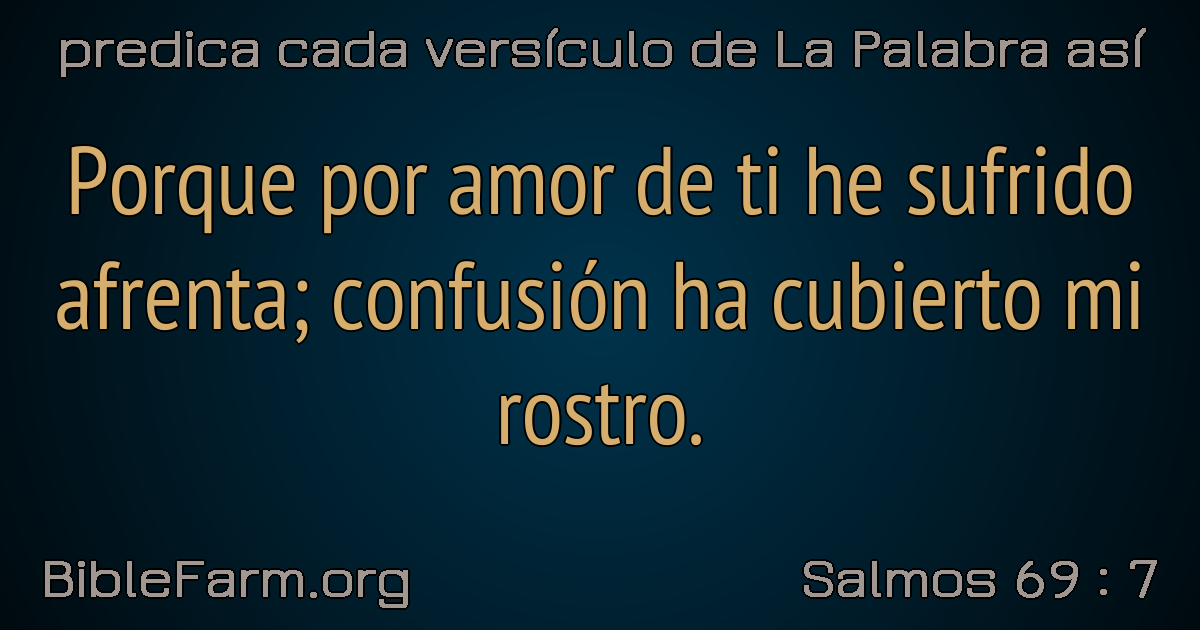 predica cada versículo de La Palabra así
Porque por amor de ti he sufrido
afrenta; confusión ha cubierto mi
rostro.
BibleFarm.org
Salmos 69 : 7